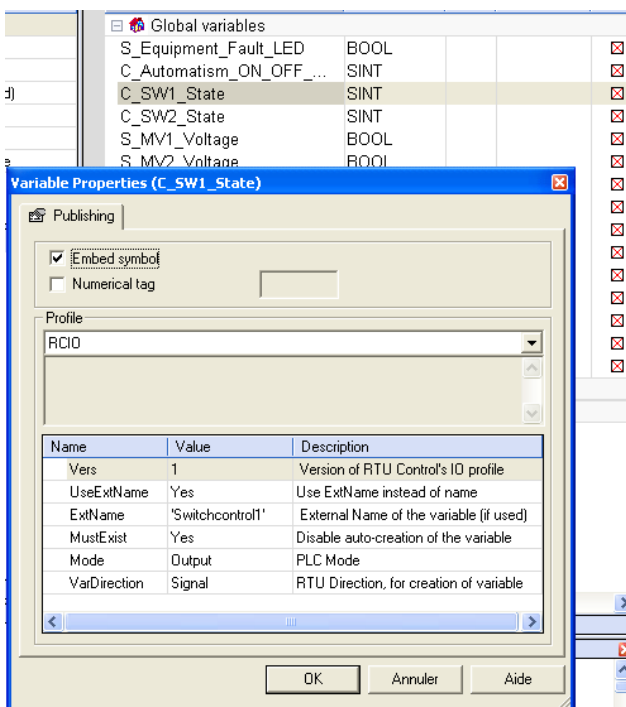 Global variables
S_Equipment_Fault_LED BOOL
C_Automatism_ON_OFF_... SINT
d) C_SW1_State SINT
C_SW2_State SINT
S_MV1_Voltage BOOL
S_MV2_Voltage BOOL
Variable Properties (C_SW1_State)
Publishing
Embed symbol
Numerical tag
Profile
RCIO
Name Value Description
Vers 1 Version of RTU Control's IO profile
UseExtName Yes Use ExtName instead of name
ExtName 'Switchcontrol1' External Name of the variable (if used)
MustExist Yes Disable auto-creation of the variable
Mode Output PLC Mode
VarDirection Signal RTU Direction, for creation of variable
OK Annuler Aide